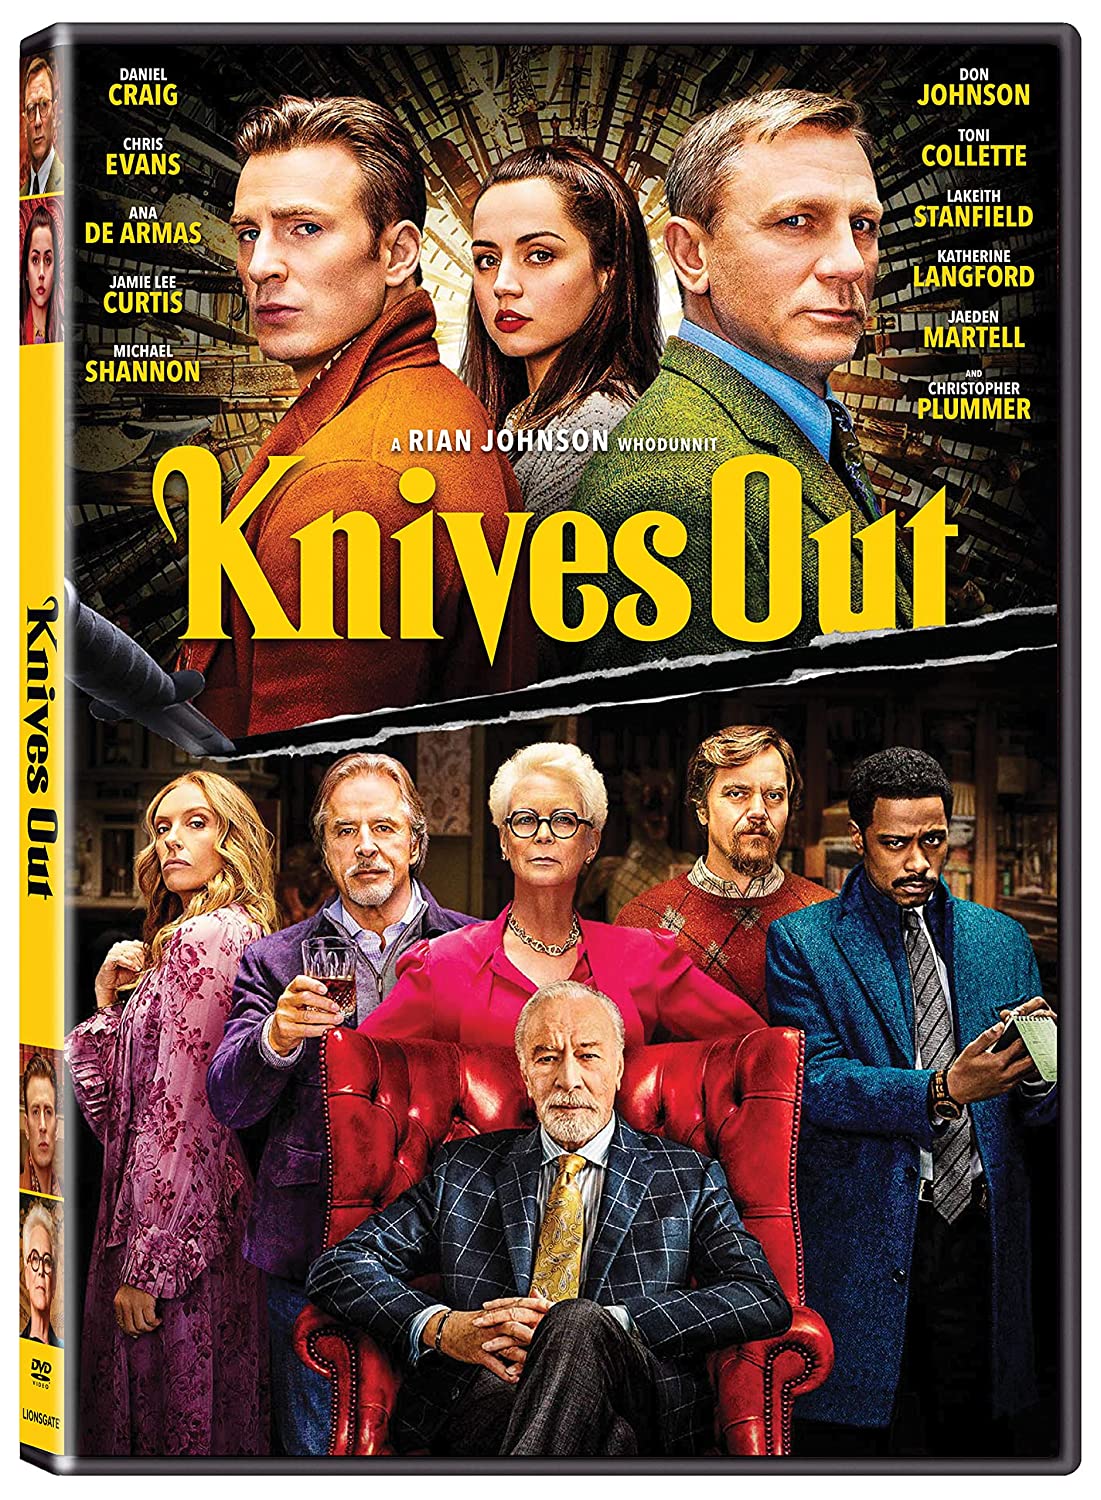 DANIEL
CRAIG
CHRIS
EVANS
ANA
DE ARMAS
JAMIE LEE
CURTIS
MICHAEL
SHANNON
DON
JOHNSON
TONI
COLLETTE
LAKEITH
STANFIELD
KATHERINE
LANGFORD
JAEDEN
MARTELL
AND
CHRISTOPHER
PLUMMER
A RIAN JOHNSON WHODUNNIT
Knives Out
Knives Out
DVD
VIDEO
LIONSGATE